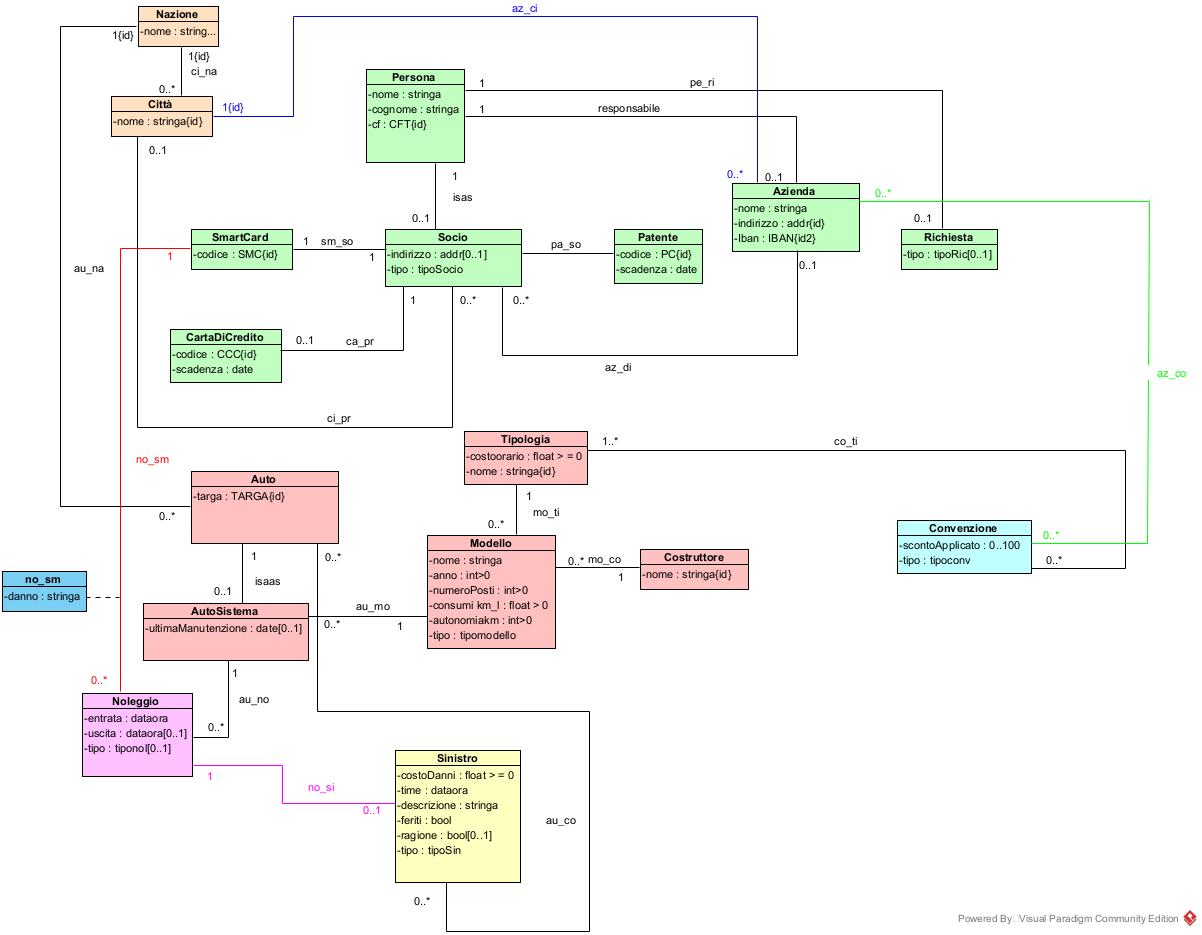 az_ci
Nazione
-nome : string...
1{id}
1{id}
ci_na
0..*
Città
-nome : stringa{id}
1{id}
0..1
Persona
-nome : stringa
-cognome : stringa
-cf : CFT{id}
1
pe_ri
1
responsabile
1
isas
0..1
0..*
0..1
Azienda
-nome : stringa
-indirizzo : addr{id}
-Iban : IBAN{id2}
0..*
0..1
0..1
Richiesta
-tipo : tipoRic[0..1]
SmartCard
-codice : SMC{id}
1
sm_so
1
Socio
-indirizzo : addr[0..1]
-tipo : tipoSocio
pa_so
Patente
-codice : PC{id}
-scadenza : date
1
au_na
1
0..*
0..*
CartaDiCredito
-codice : CCC{id}
-scadenza : date
0..1
ca_pr
az_di
az_co
ci_pr
Tipologia
-costoorario : float > = 0
-nome : stringa{id}
1..*
co_ti
no_sm
Auto
-targa : TARGA{id}
0..*
1
mo_ti
0..*
Convenzione
-scontoApplicato : 0..100
-tipo : tipoconv
0..*
0..*
Modello
-nome : stringa
-anno : int>0
-numeroPosti : int>0
-consumi km_l : float > 0
-autonomiakm : int>0
-tipo : tipomodello
0..*
mo_co
1
Costruttore
-nome : stringa{id}
1
0..*
isaas
0..1
no_sm
-danno : stringa
AutoSistema
-ultimaManutenzione : date[0..1]
au_mo
0..*
1
1
au_no
0..*
0..*
Noleggio
-entrata : dataora
-uscita : dataora[0..1]
-tipo : tiponol[0..1]
1
no_si
0..1
Sinistro
-costoDanni : float > = 0
-time : dataora
-descrizione : stringa
-feriti : bool
-ragione : bool[0..1]
-tipo : tipoSin
au_co
0..*
Powered By Visual Paradigm Community Edition